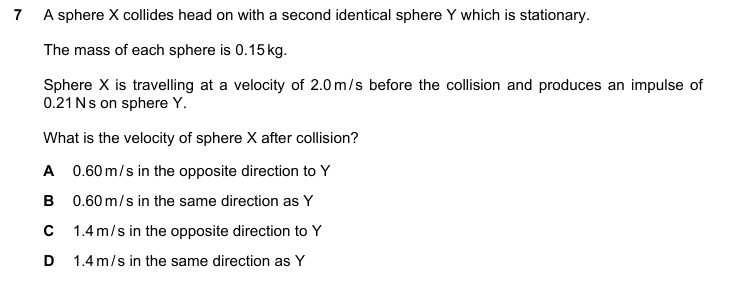 7 A sphere X collides head on with a second identical sphere Y which is stationary.
The mass of each sphere is 0.15 kg.
Sphere X is travelling at a velocity of 2.0 m/s before the collision and produces an impulse of
0.21 N s on sphere Y.
What is the velocity of sphere X after collision?
A 0.60 m/s in the opposite direction to Y
B 0.60 m/s in the same direction as Y
C 1.4 m/s in the opposite direction to Y
D 1.4 m/s in the same direction as Y